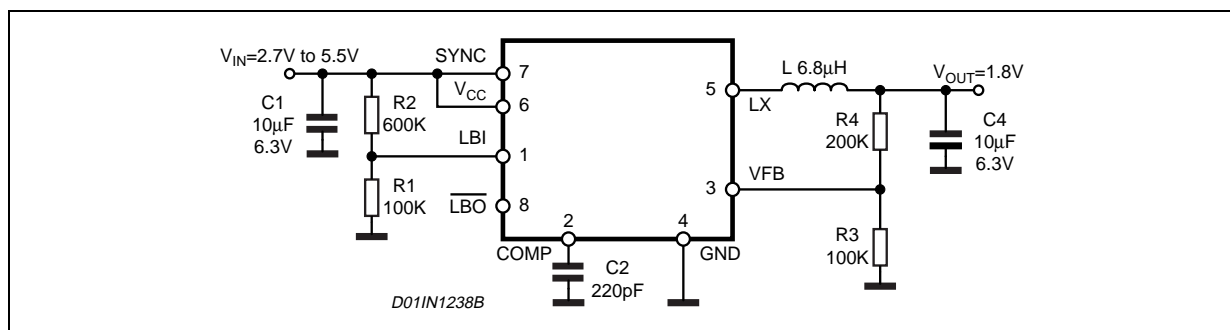 V_IN=2.7V to 5.5V
SYNC
7
V_CC
6
C1
10μF
6.3V
R2
600K
LBI
1
R1
100K
LBO
8
2
COMP
C2
220pF
4
GND
5
LX
L 6.8μH
V_OUT=1.8V
R4
200K
C4
10μF
6.3V
3
VFB
R3
100K
D01IN1238B